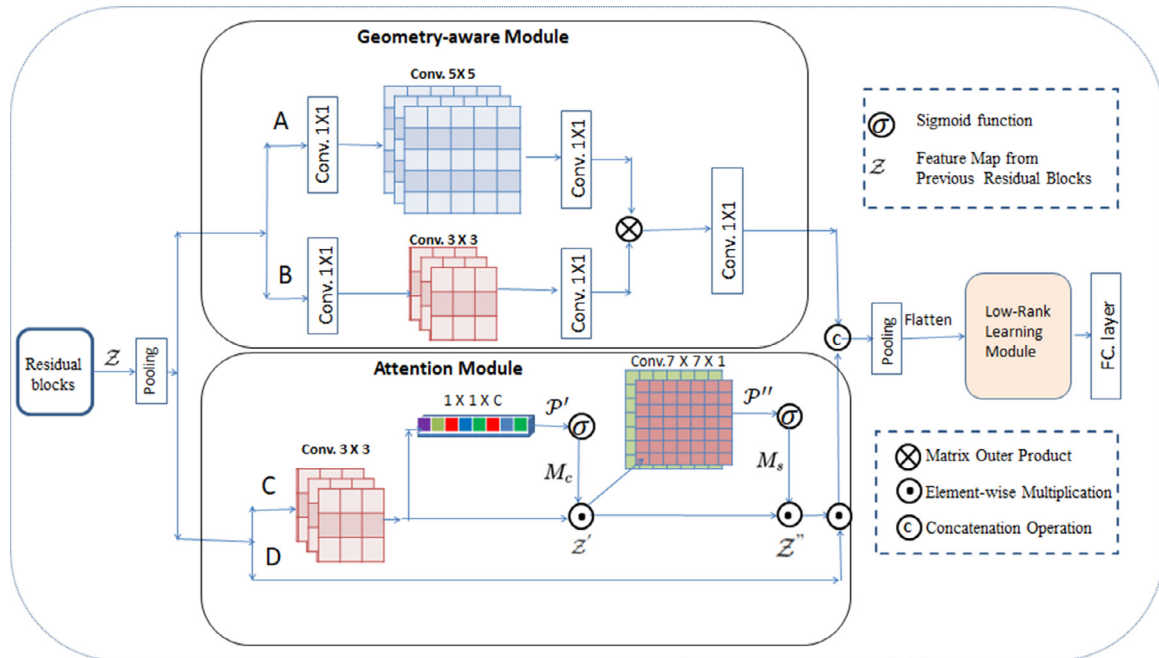 Geometry-aware Module
Conv. 5X5
A
Conv. 1X1
Conv. 1X1
B
Conv. 1X1
Conv. 3X3
Conv. 1X1
Conv. 1X1
σ Sigmoid function
𝒵 Feature Map from
Previous Residual Blocks
Residual
blocks
𝒵
Pooling
C
Pooling
Flatten
Low-Rank
Learning
Module
FC. layer
Attention Module
1 X 1 X C
Conv. 3X3
C
D
𝒫′
σ
M_c
𝒵′
Conv.7 X 7 X 1
𝒫′′
σ
M_s
𝒵"
Matrix Outer Product
Element-wise Multiplication
C Concatenation Operation